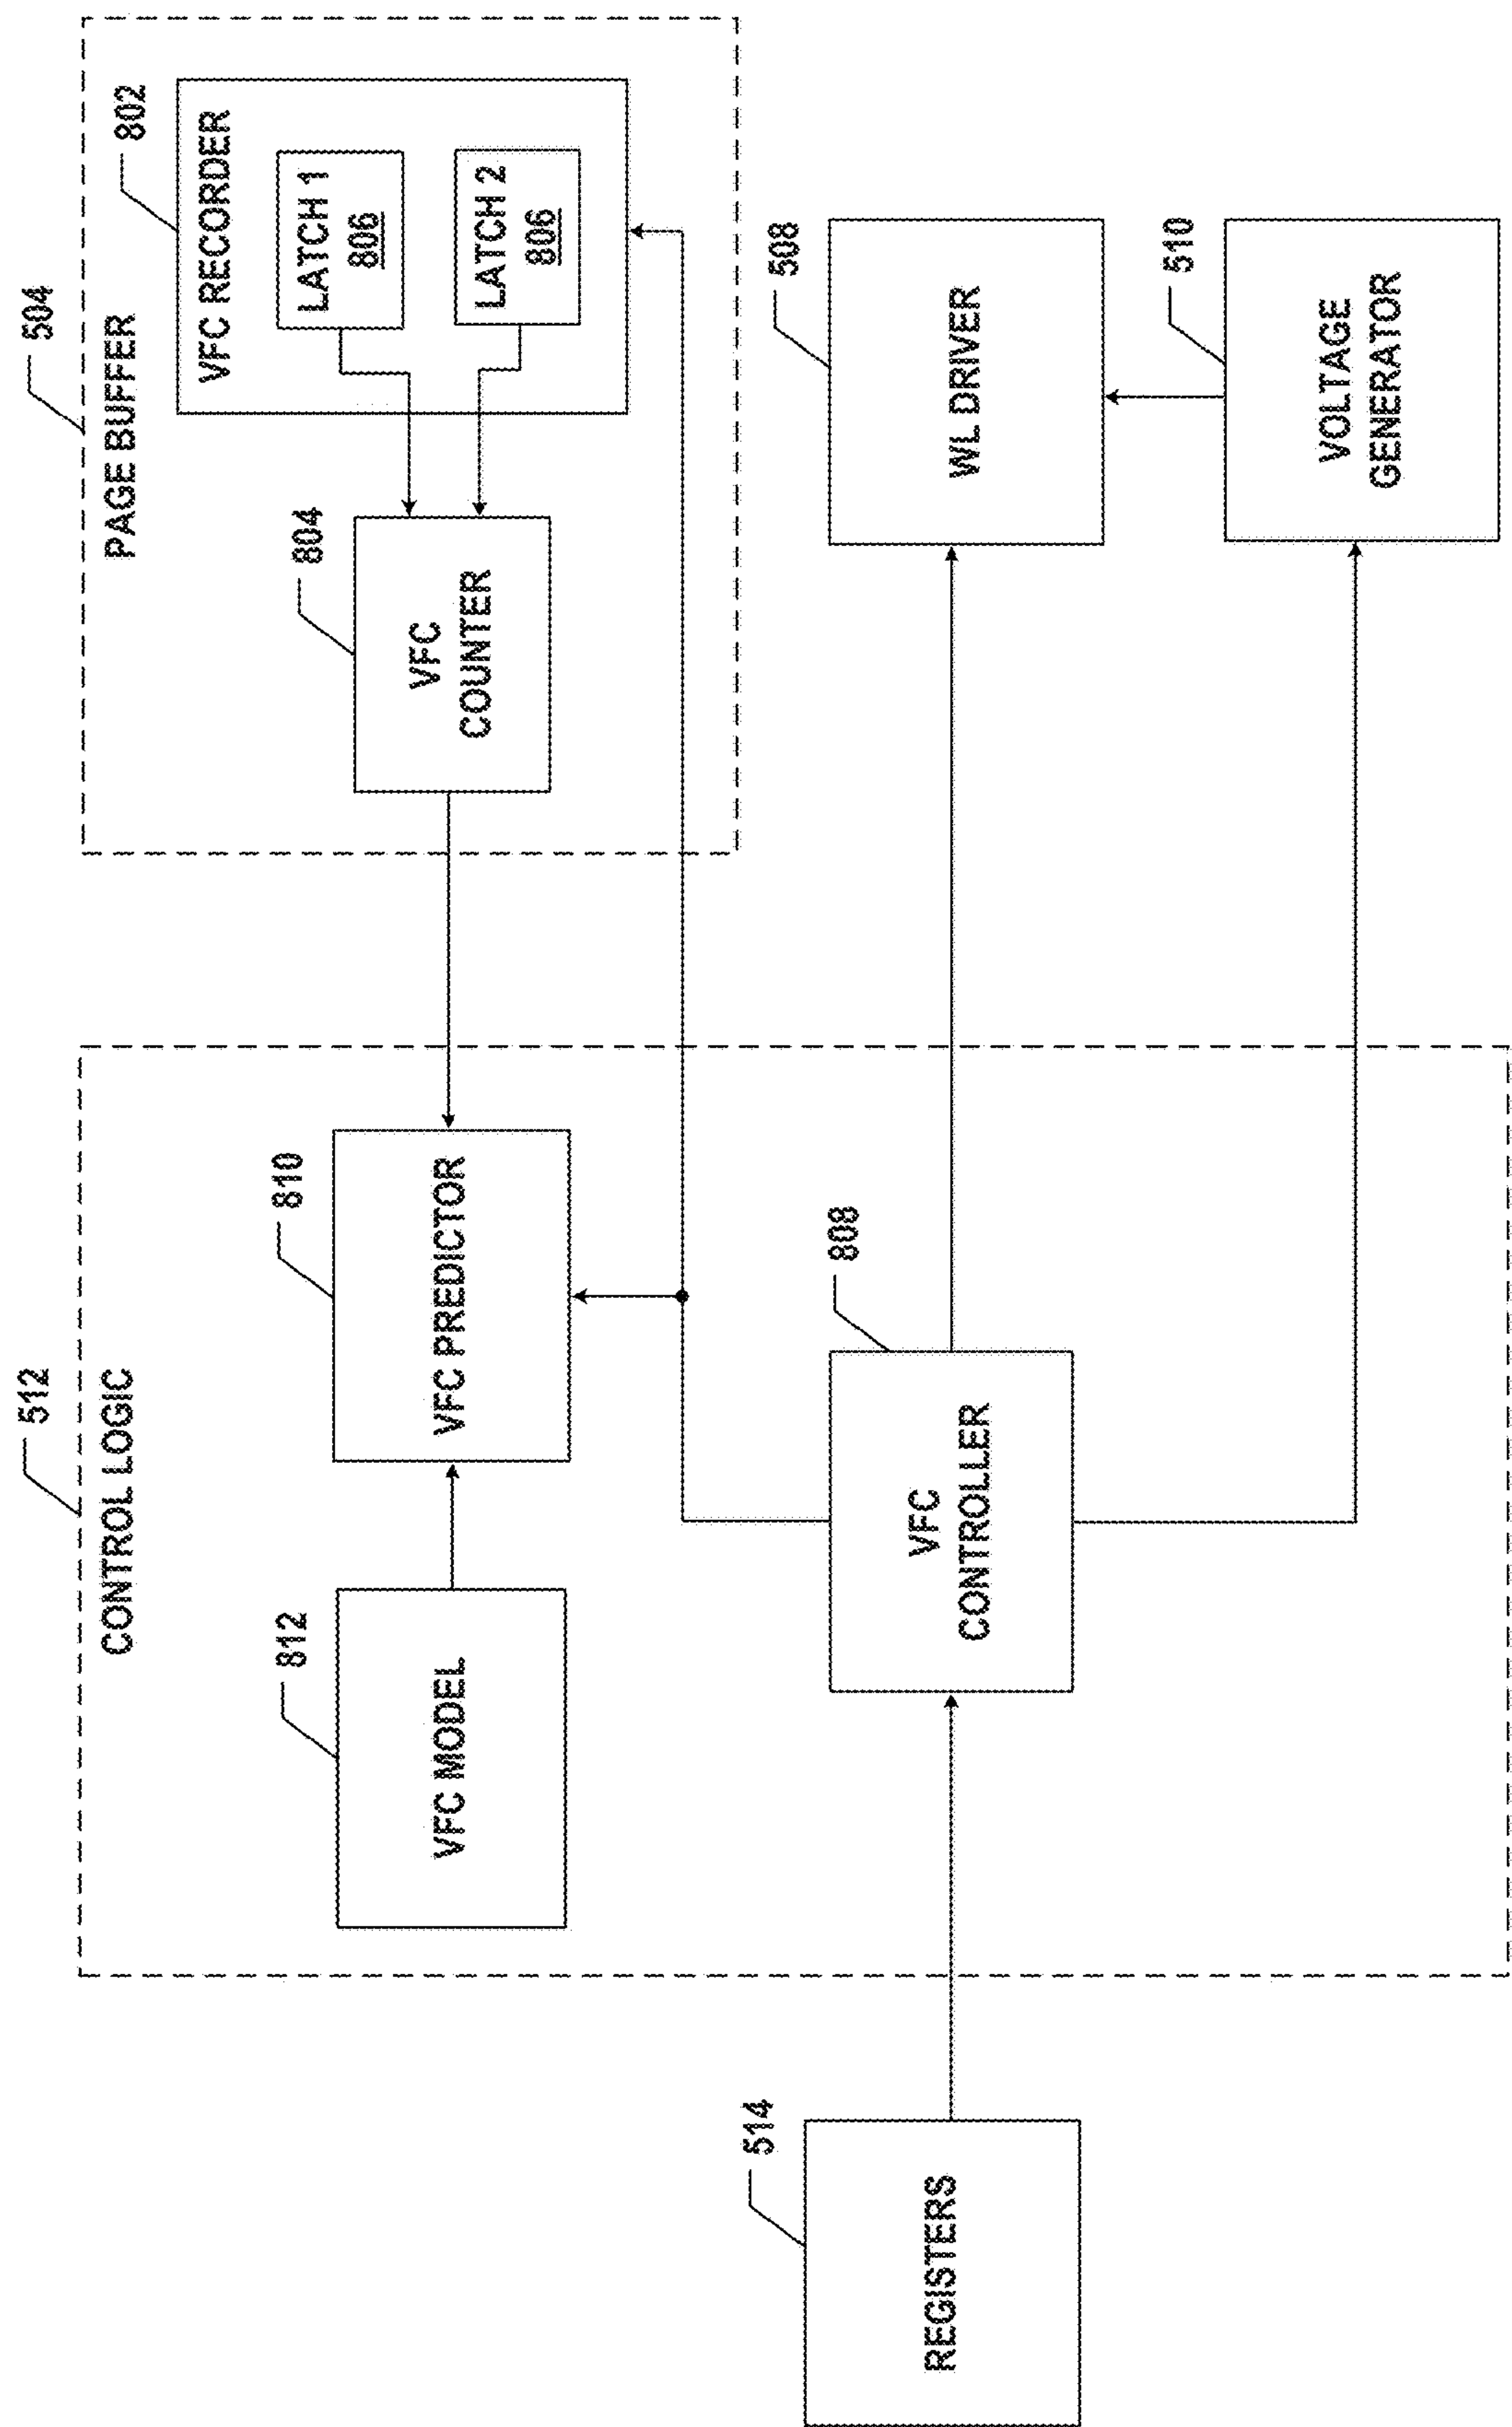 512
CONTROL LOGIC
504
PAGE BUFFER
812
VFC MODEL
810
VFC PREDICTOR
804
VFC
COUNTER
802
VFC RECORDER
LATCH 1
806
LATCH 2
806
514
REGISTERS
808
VFC
CONTROLLER
508
WL DRIVER
510
VOLTAGE
GENERATOR